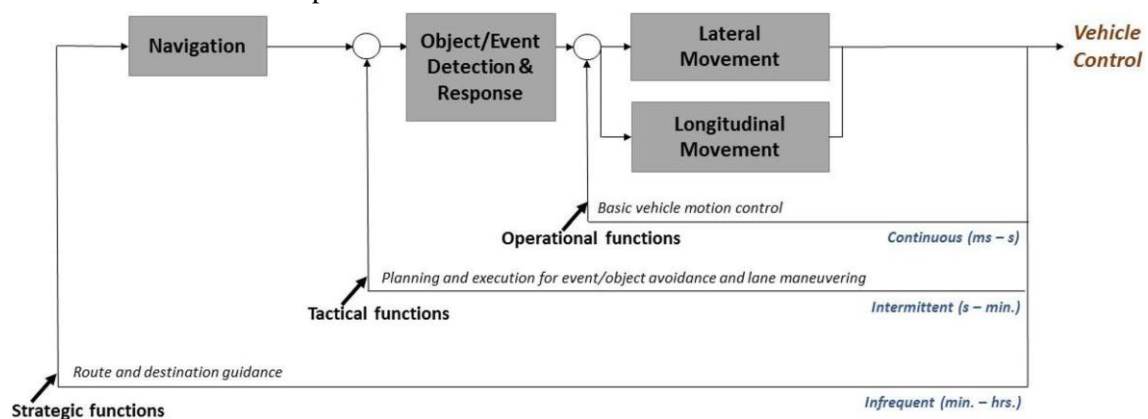 Navigation
Object/Event
Detection &
Response
Lateral
Movement
Longitudinal
Movement
Vehicle
Control
Basic vehicle motion control
Operational functions
Continuous (ms – s)
Planning and execution for event/object avoidance and lane maneuvering
Tactical functions
Intermittent (s – min.)
Route and destination guidance
Strategic functions
Infrequent (min. – hrs.)